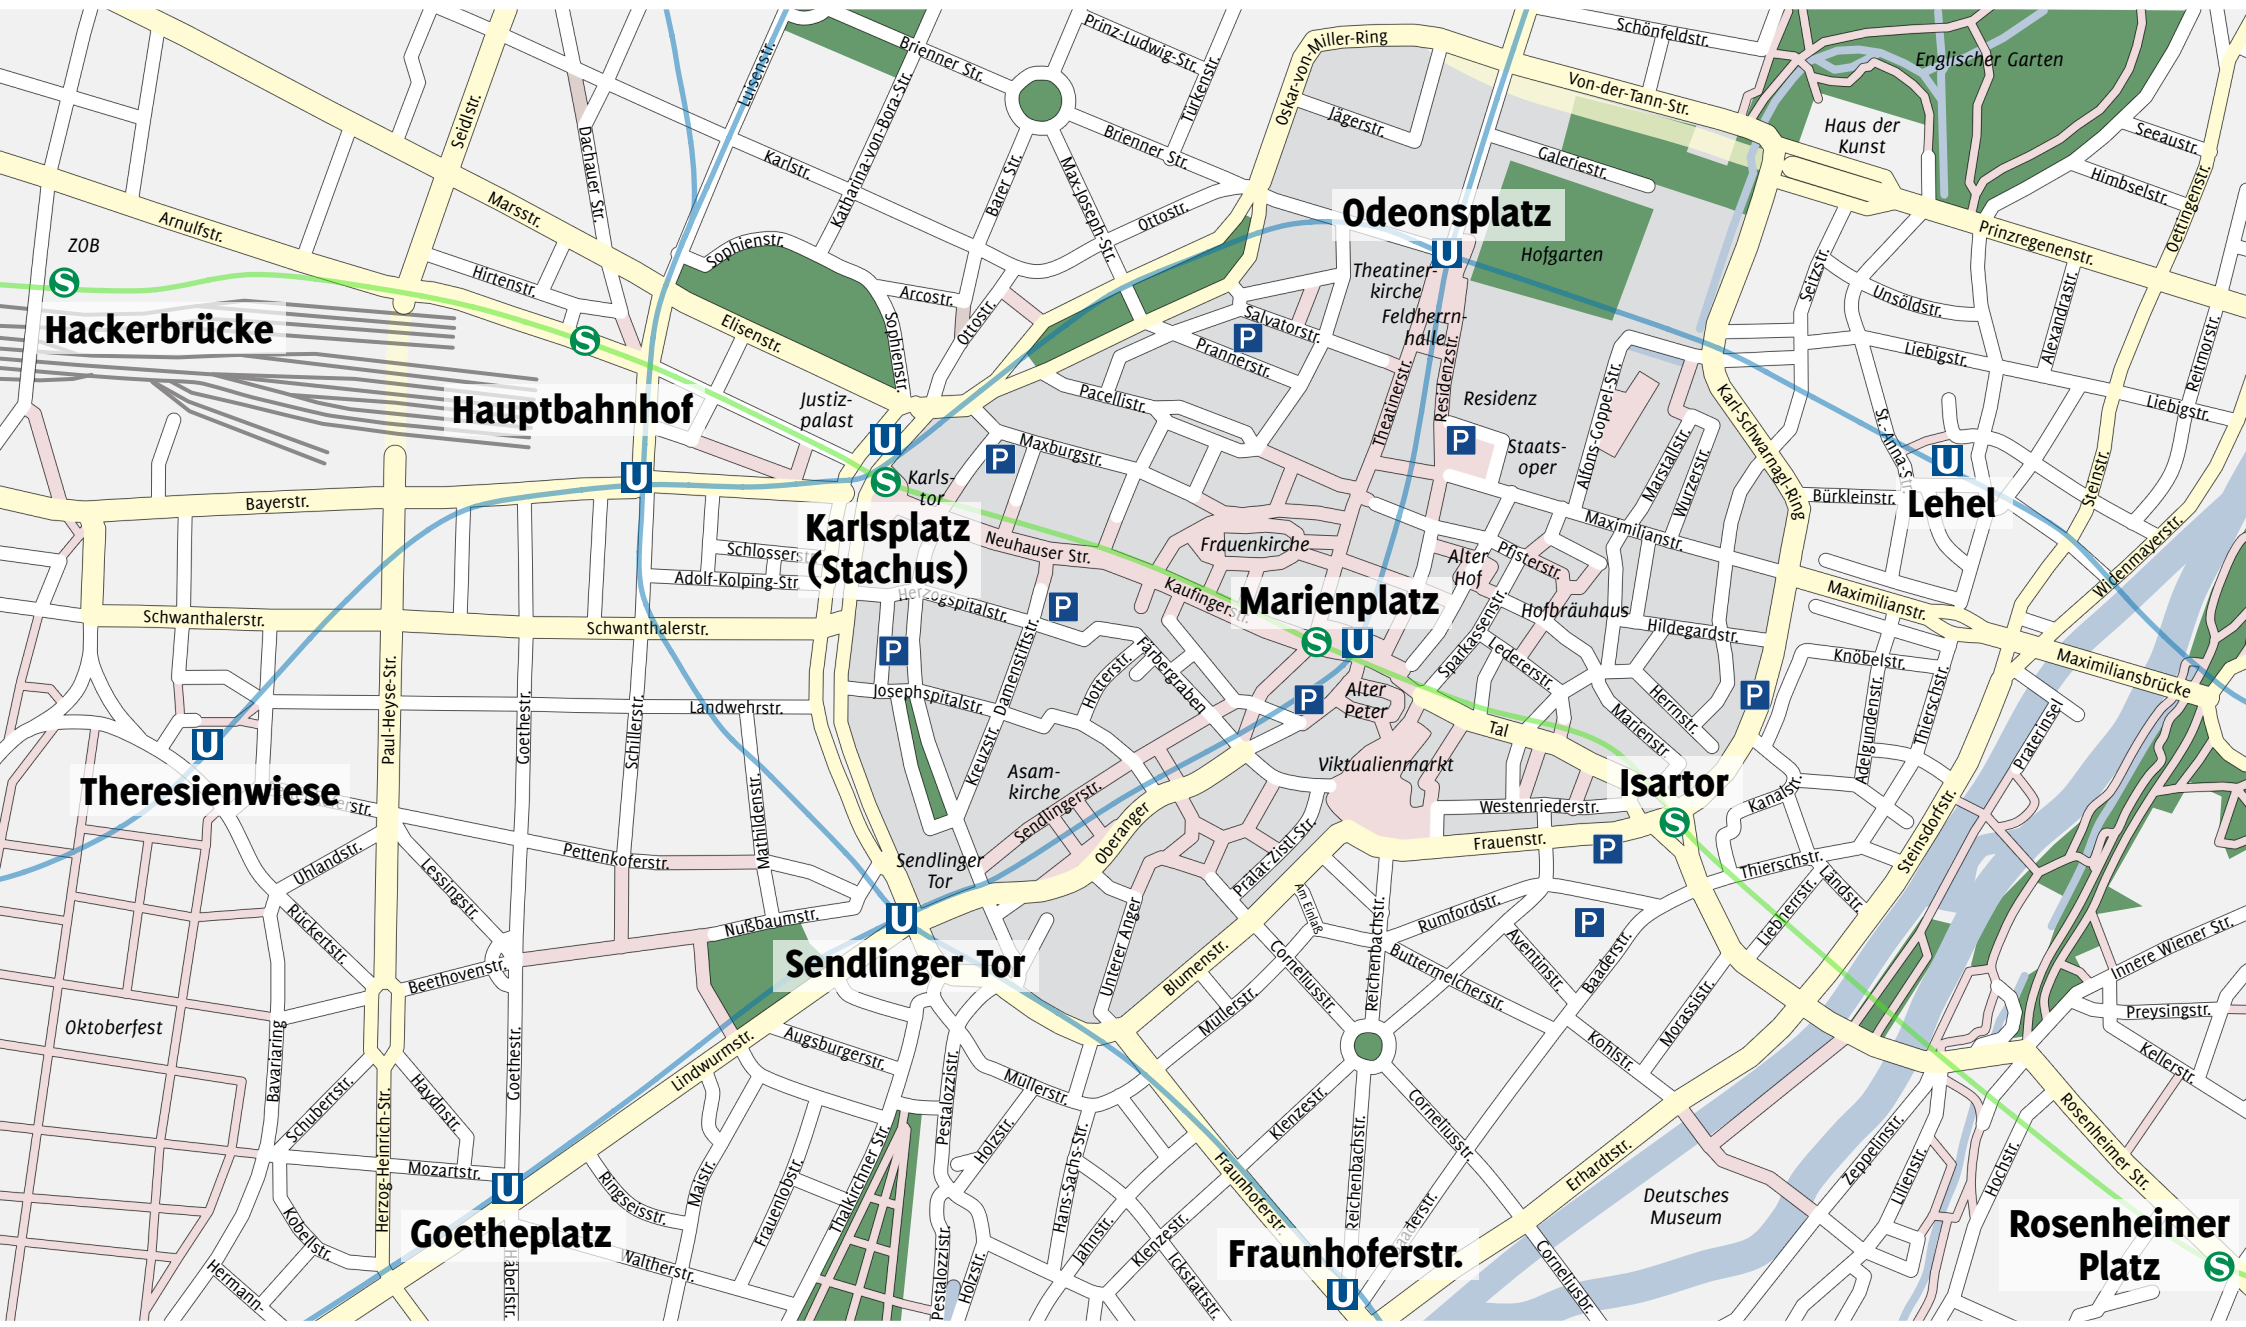 Schönfeldstr.
Prinz-Ludwig-Str.
Oskar-von-Miller-Ring
Brienner Str.
Türkenstr.
Luisenstr.
Englischer Garten
Von-der-Tann-Str.
Katharina-von-Bora-Str.
Seidlstr.
Jägerstr.
Haus der
Kunst
Seeaustr.
Brienner Str.
Dachauer Str.
Karlstr.
Galeriestr.
Himbselstr.
Barer Str.
Max-Joseph-Str.
Oettingenstr.
Marsstr.
Ottostr.
Odeonsplatz
U
Arnulfstr.
ZOB
Sophienstr.
Hofgarten
Prinzregenenstr.
S
Hirtenstr.
Theatiner-
kirche
Seitzstr.
Arcostr.
Unsöldstr.
Alexandrastr.
Hackerbrücke
S
Elisenstr.
Sophienstr.
Ottostr.
Salvatorstr.
P
Feldherrn-
halle
Reitmorstr.
Prannerstr.
Liebigstr.
Theatinerstr.
Residenzstr.
Hauptbahnhof
Justiz-
palast
Pacellistr.
Residenz
Alfons-Goppel-Str.
Karl-Scharnagl-Ring
Liebigstr.
U
P
Maxburgstr.
P
Staats-
oper
Marstallstr.
Wurzerstr.
St.-Anna-Str.
U
Lehel
Steinstr.
U
S
Karls-
tor
Bayerstr.
Bürkleinstr.
Karlsplatz
(Stachus)
Maximilianstr.
Neuhauser Str.
Frauenkirche
Schlosserstr.
Alter
Hof
Pfisterstr.
Widenmayerstr.
Adolf-Kolping-Str.
Herzogspitalstr.
Kaufingerstr.
Marienplatz
S
U
Hofbräuhaus
Maximilianstr.
P
Schwanthalerstr.
Schwanthalerstr.
Sparkassenstr.
Hildegardstr.
P
Färbergraben
Damenstiftstr.
Ledererstr.
Knöbelstr.
Maximiliansbrücke
Paul-Heyse-Str.
Hotterstr.
Josephspitalstr.
P
Alter
Peter
Herrnstr.
P
Adelgundenstr.
Thierschstr.
Goethestr.
Schillerstr.
Landwehrstr.
Marienstr.
Tal
Praterinsel
U
Kreuzstr.
Viktualienmarkt
Theresienwiese
Asam-
kirche
Isartor
S
Mathildenstr.
Sendlingerstr.
Westenriederstr.
Kanalstr.
Oberanger
Frauenstr.
P
Steinsdorfstr.
Uhlandstr.
Pettenkoferstr.
Sendlinger
Tor
Pralat-Zistl-Str.
Thierschstr.
Lessingstr.
Am Einlaß
Ländstr.
Rückertstr.
Nußbaumstr.
U
Rumfordstr.
P
Liebherrstr.
Unterer Anger
Reichenbachstr.
Innere Wiener Str.
Sendlinger Tor
Blumenstr.
Corneliusstr.
Buttermelcherstr.
Aventinstr.
Baaderstr.
Beethovenstr.
Müllerstr.
Morassistr.
Preysingstr.
Oktoberfest
Bavariaring
Augsburgerstr.
Kohlstr.
Kellerstr.
Goethestr.
Lindwurmstr.
Schubertstr.
Haydnstr.
Pestalozzistr.
Müllerstr.
Klenzestr.
Corneliusstr.
Rosenheimer Str.
Herzog-Heinrich-Str.
Holzstr.
Hans-Sachs-Str.
Fraunhoferstr.
Reichenbachstr.
Erhardtstr.
Zeppelinstr.
Mozartstr.
U
Maistr.
Thalkirchner Str.
Lilienstr.
Hochstr.
Ringseisstr.
Frauenlobstr.
Deutsches
Museum
Goetheplatz
Kobellstr.
Häberlstr.
Waltherstr.
Jahnstr.
Klenzestr.
Fraunhoferstr.
U
Rosenheimer
Platz
S
Hermann-
Pestalozzistr.
Holzstr.
Ickstattstr.
Corneliusbr.